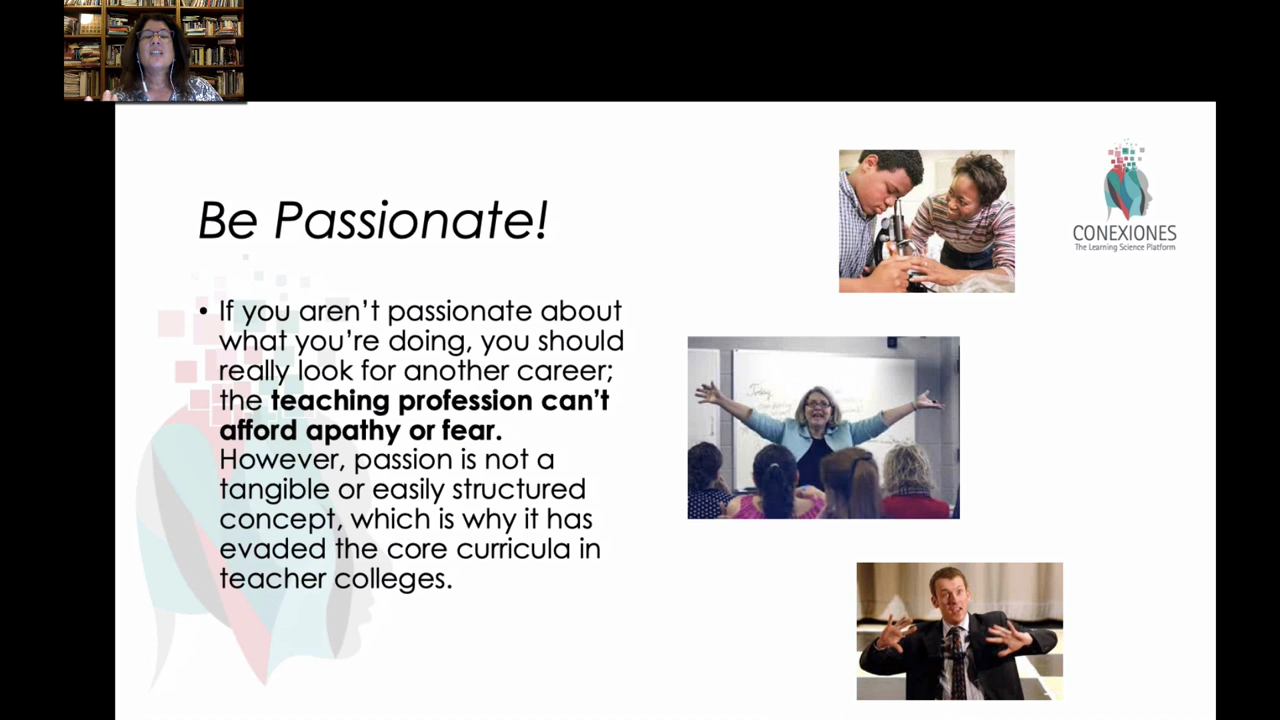 Be Passionate!
• If you aren't passionate about
what you're doing, you should
really look for another career;
the teaching profession can't
afford apathy or fear.
However, passion is not a
tangible or easily structured
concept, which is why it has
evaded the core curricula in
teacher colleges.
CONEXIONES
The Learning Science Platform